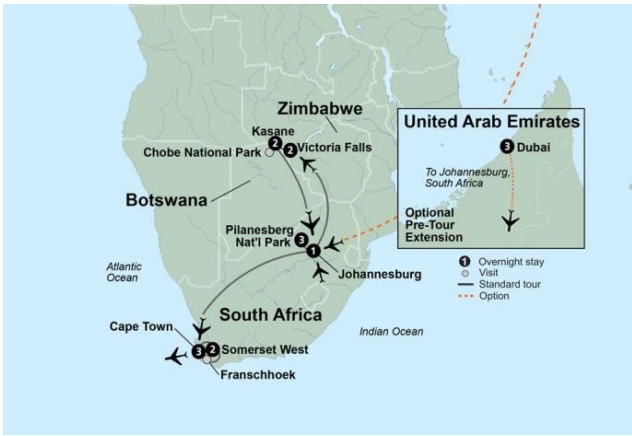 Zimbabwe
Kasane
2
2
Victoria Falls
Chobe National Park
Botswana
Pilanesberg
Nat'l Park
3
1
Johannesburg
Atlantic
Ocean
South Africa
Cape Town
3
2
Somerset West
Franschhoek
Indian Ocean
United Arab Emirates
3
Dubai
To Johannesburg,
South Africa
Optional
Pre-Tour
Extension
1 Overnight stay
Visit
Standard tour
Option